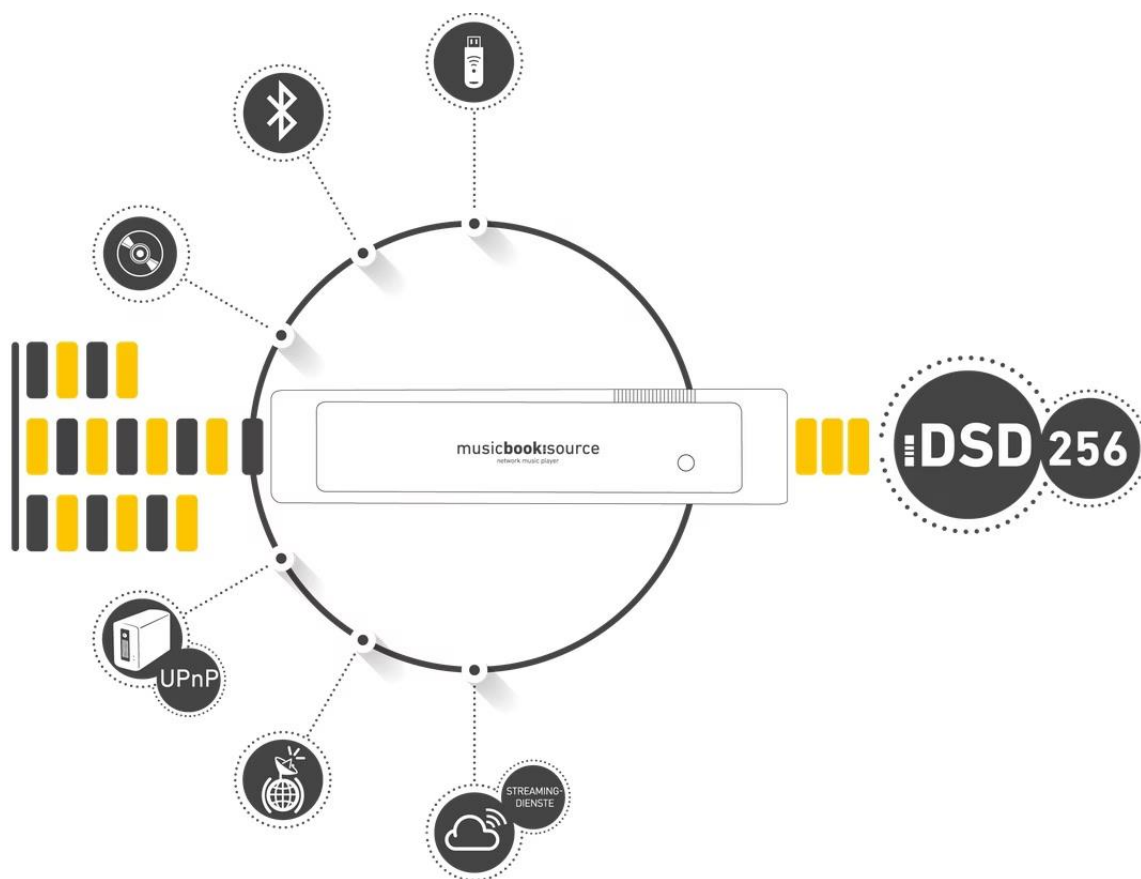 musicbook:source
network music player
DSD 256
UPnP
STREAMING-
DIENSTE